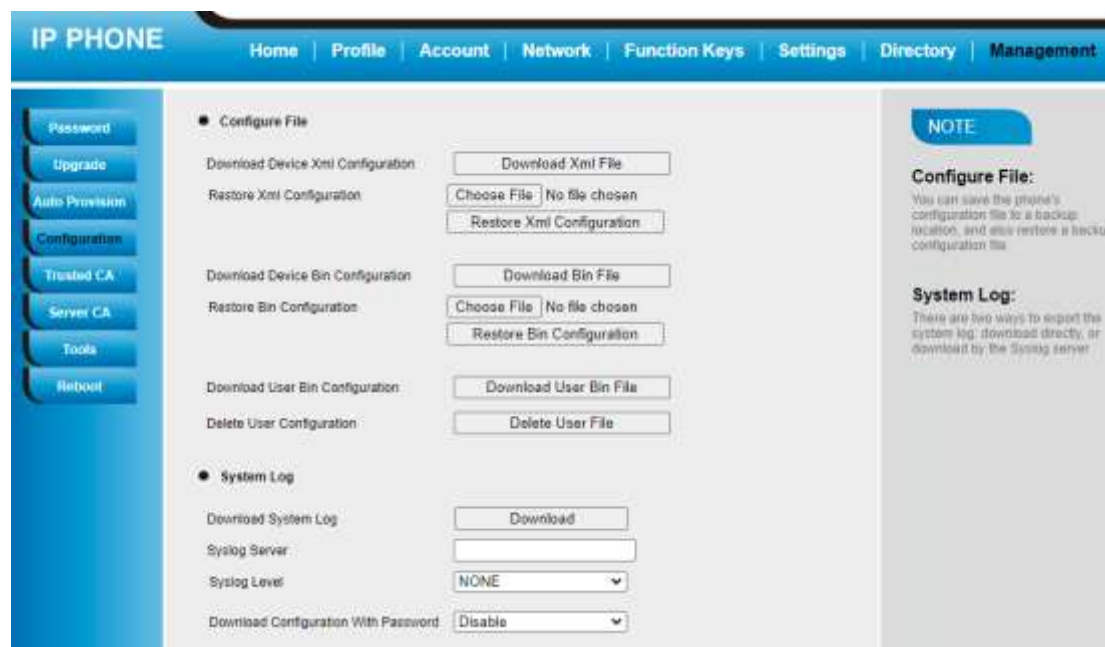 IP PHONE
Home | Profile | Account | Network | Function Keys | Settings | Directory | Management
Password
Upgrade
Auto Provision
Configuration
Trusted CA
Server CA
Tools
Reboot
Configure File
Download Device Xml Configuration Download Xml File
Restore Xml Configuration Choose File No file chosen
Restore Xml Configuration
Download Device Bin Configuration Download Bin File
Restore Bin Configuration Choose File No file chosen
Restore Bin Configuration
Download User Bin Configuration Download User Bin File
Delete User Configuration Delete User File
System Log
Download System Log Download
Syslog Server
Syslog Level NONE
Download Configuration With Password Disable
NOTE
Configure File:
You can save the phone's
configuration file to a backup
location, and also restore a backu
configuration file
System Log:
There are two ways to export the
system log: download directly, or
download by the Syslog server